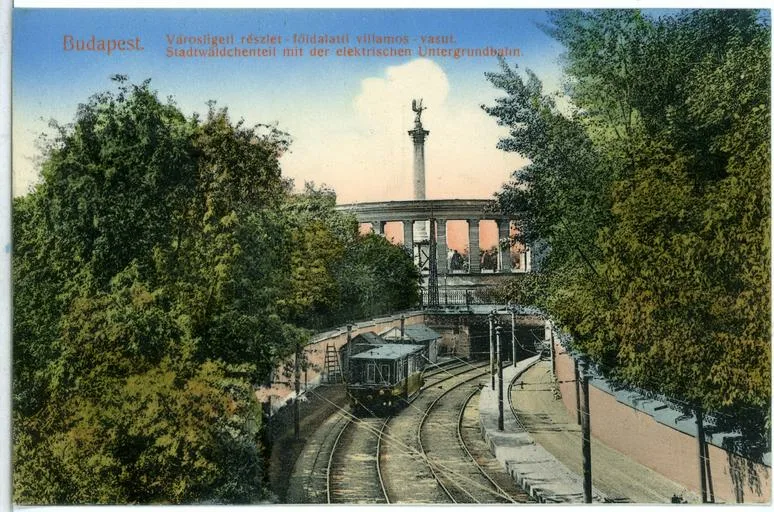 Budapest. Városligeti részlet - földalatti villamos - vasut.
Stadtwäldchenteil mit der elektrischen Untergrundbahn.